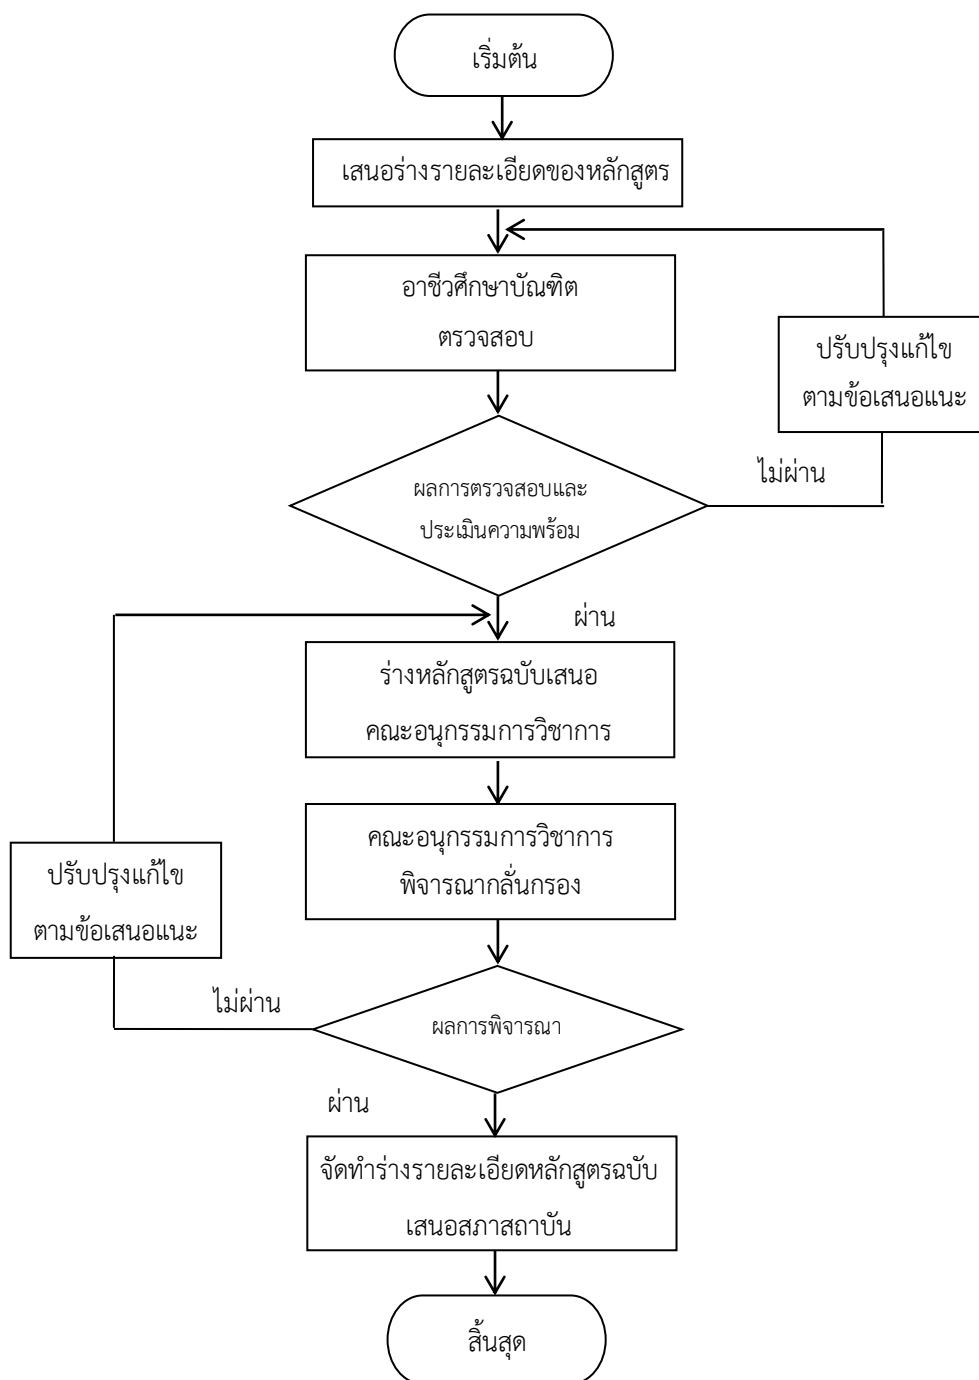 เริ่มต้น
เสนอร่างรายละเอียดของหลักสูตร
อาชีวศึกษาบัณฑิต
ตรวจสอบ
ปรับปรุงแก้ไข
ตามข้อเสนอแนะ
ไม่ผ่าน
ผลการตรวจสอบและ
ประเมินความพร้อม
ผ่าน
ร่างหลักสูตรฉบับเสนอ
คณะอนุกรรมการวิชาการ
คณะอนุกรรมการวิชาการ
พิจารณากลั่นกรอง
ปรับปรุงแก้ไข
ตามข้อเสนอแนะ
ไม่ผ่าน
ผลการพิจารณา
ผ่าน
จัดทำร่างรายละเอียดหลักสูตรฉบับ
เสนอสภาสถาบัน
สิ้นสุด